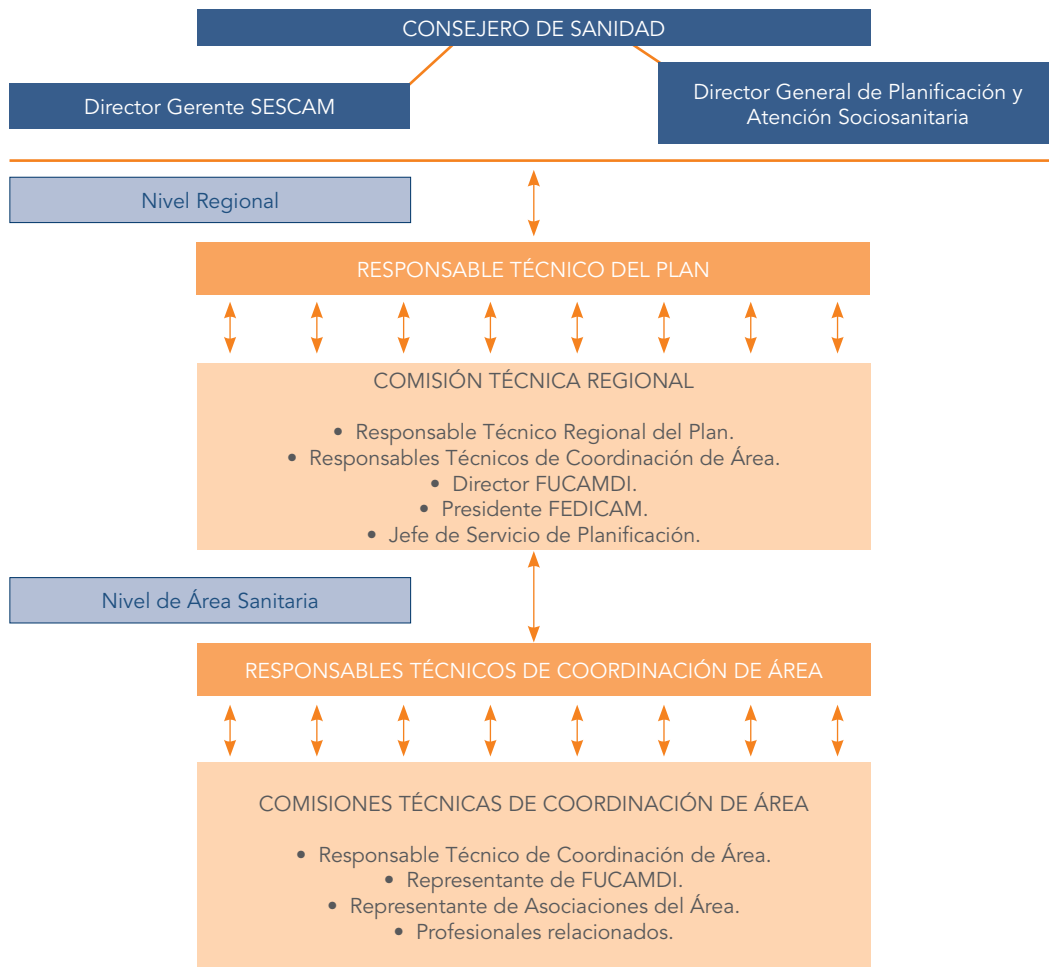 CONSEJERO DE SANIDAD
Director Gerente SESCAM
Director General de Planificación y
Atención Sociosanitaria
Nivel Regional
RESPONSABLE TÉCNICO DEL PLAN
COMISIÓN TÉCNICA REGIONAL
• Responsable Técnico Regional del Plan.
• Responsables Técnicos de Coordinación de Área.
• Director FUCAMDI.
• Presidente FEDICAM.
• Jefe de Servicio de Planificación.
Nivel de Área Sanitaria
RESPONSABLES TÉCNICOS DE COORDINACIÓN DE ÁREA
COMISIONES TÉCNICAS DE COORDINACIÓN DE ÁREA
• Responsable Técnico de Coordinación de Área.
• Representante de FUCAMDI.
• Representante de Asociaciones del Área.
• Profesionales relacionados.